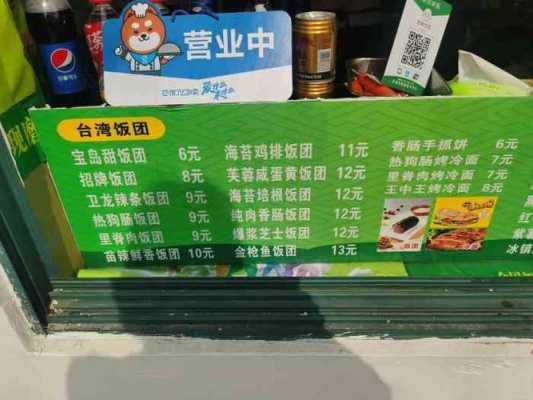 营业中
台湾饭团
宝岛甜饭团 6元
招牌饭团 8元
卫龙辣条饭团 9元
热狗肠饭团 9元
里脊肉饭团 9元
亩辣鲜香饭团 10元
海苔鸡排饭团 11元
芙蓉咸蛋黄饭团 12元
海苔培根饭团 12元
纯肉香肠饭团 12元
爆浆芝士饭团 12元
金枪鱼饭团 13元
香肠手抓饼 6元
热狗肠烤冷面 7元
里脊烤冷面 7元
王中王烤冷面 8元
红
紫
冰镇
pepsi